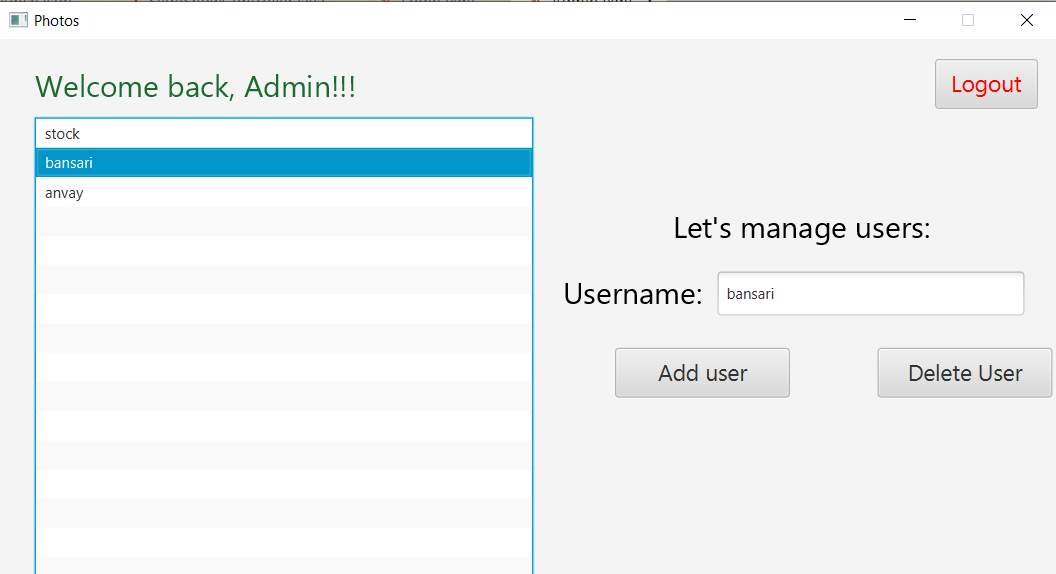 Photos
Welcome back, Admin!!!
Logout
stock
bansari
anvay
Let's manage users:
Username: bansari
Add user
Delete User